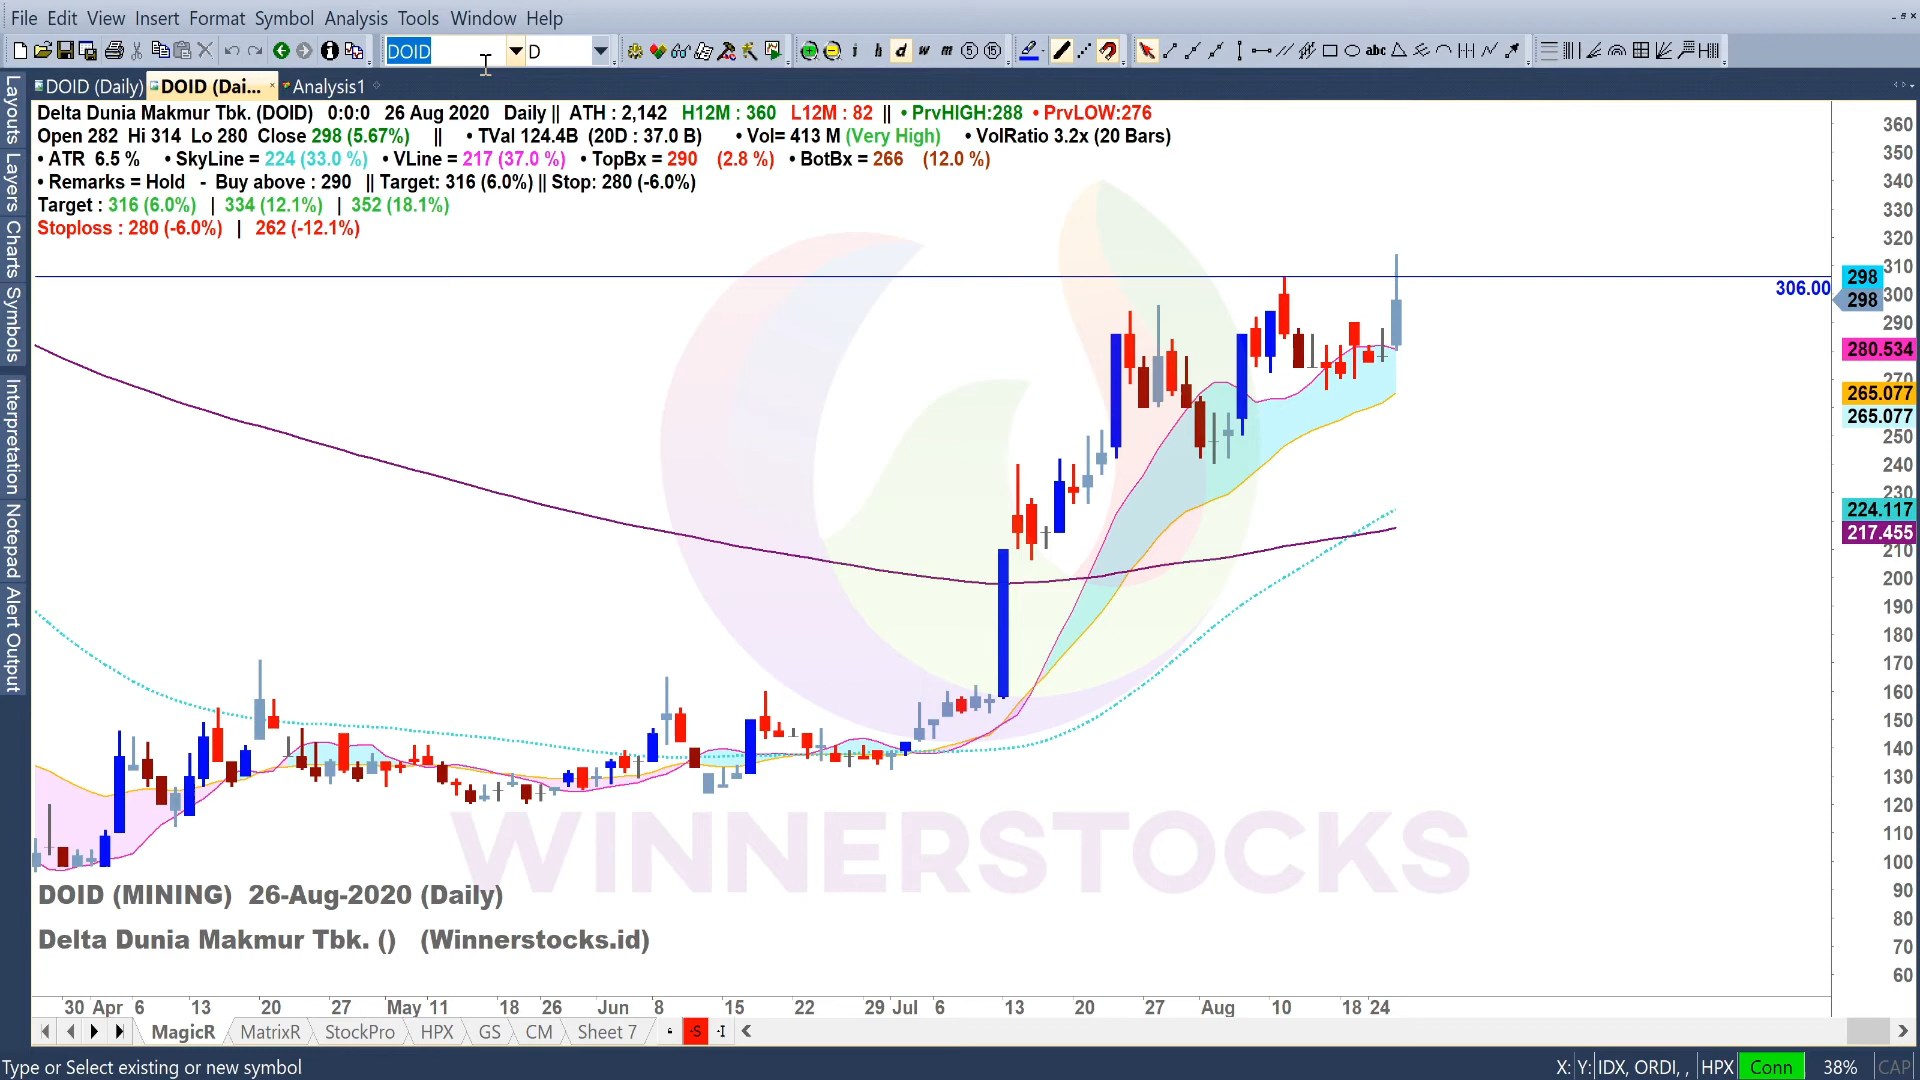 File Edit View Insert Format Symbol Analysis Tools Window Help
DOID D i h d w m 5 15 abc
DOID (Daily) DOID (Dai... Analysis1
Layouts Layers Charts Symbols Interpretation Notepad Alert Output
Delta Dunia Makmur Tbk. (DOID) 0:0:0 26 Aug 2020 Daily || ATH : 2,142 H12M : 360 L12M : 82 || • PrvHIGH:288 • PrvLOW:276
Open 282 Hi 314 Lo 280 Close 298 (5.67%) || • TVal 124.4B (20D : 37.0 B) • Vol= 413 M (Very High) • VolRatio 3.2x (20 Bars)
• ATR 6.5 % • SkyLine = 224 (33.0 %) • VLine = 217 (37.0 %) • TopBx = 290 (2.8 %) • BotBx = 266 (12.0 %)
• Remarks = Hold - Buy above : 290 || Target: 316 (6.0%) || Stop: 280 (-6.0%)
Target : 316 (6.0%) | 334 (12.1%) | 352 (18.1%)
Stoploss : 280 (-6.0%) | 262 (-12.1%)
360
350
340
330
320
310
298
306.00
298
300
290
280.534
270
265.077
265.077
250
240
230
224.117
217.455
210
200
190
180
170
160
150
140
130
120
110
100
90
80
70
60
WINNERSTOCKS
DOID (MINING) 26-Aug-2020 (Daily)
Delta Dunia Makmur Tbk. () (Winnerstocks.id)
30 Apr 6 13 20 27 May 11 18 26 Jun 8 15 22 29 Jul 6 13 20 27 Aug 10 18 24
MagicR MatrixR StockPro HPX GS CM Sheet 7 -S -I
Type or Select existing or new symbol X: Y: IDX, ORDI, , HPX Conn 38% CAP